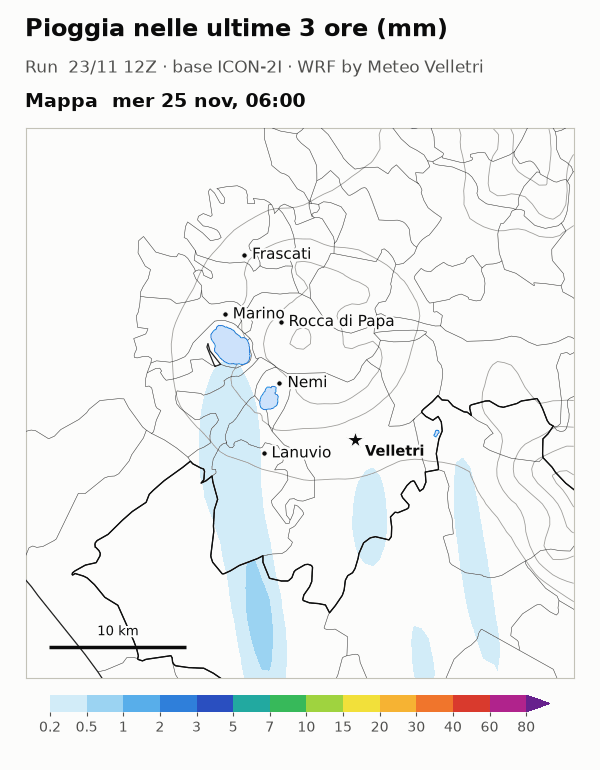 Pioggia nelle ultime 3 ore (mm)
Run  23/11 12Z · base ICON-2I · WRF by Meteo Velletri
Mappa  mer 25 nov, 06:00
Frascati
Marino
Rocca di Papa
Nemi
Velletri
Lanuvio
10 km
0.2 0.5 1 2 3 5 7 10 15 20 30 40 60 80